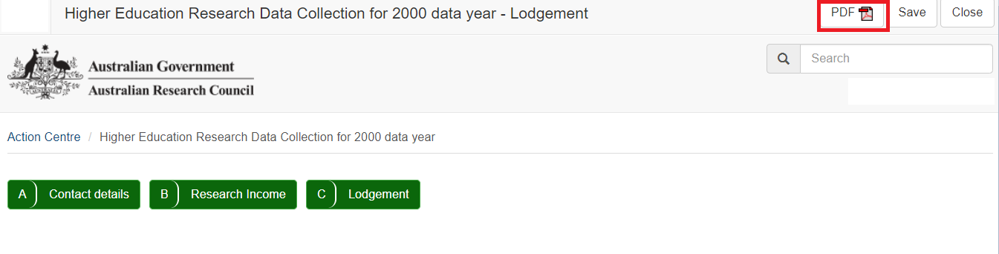 Higher Education Research Data Collection for 2000 data year - Lodgement
PDF Save Close
Australian Government
Australian Research Council
Search
Action Centre / Higher Education Research Data Collection for 2000 data year
A Contact details B Research Income C Lodgement